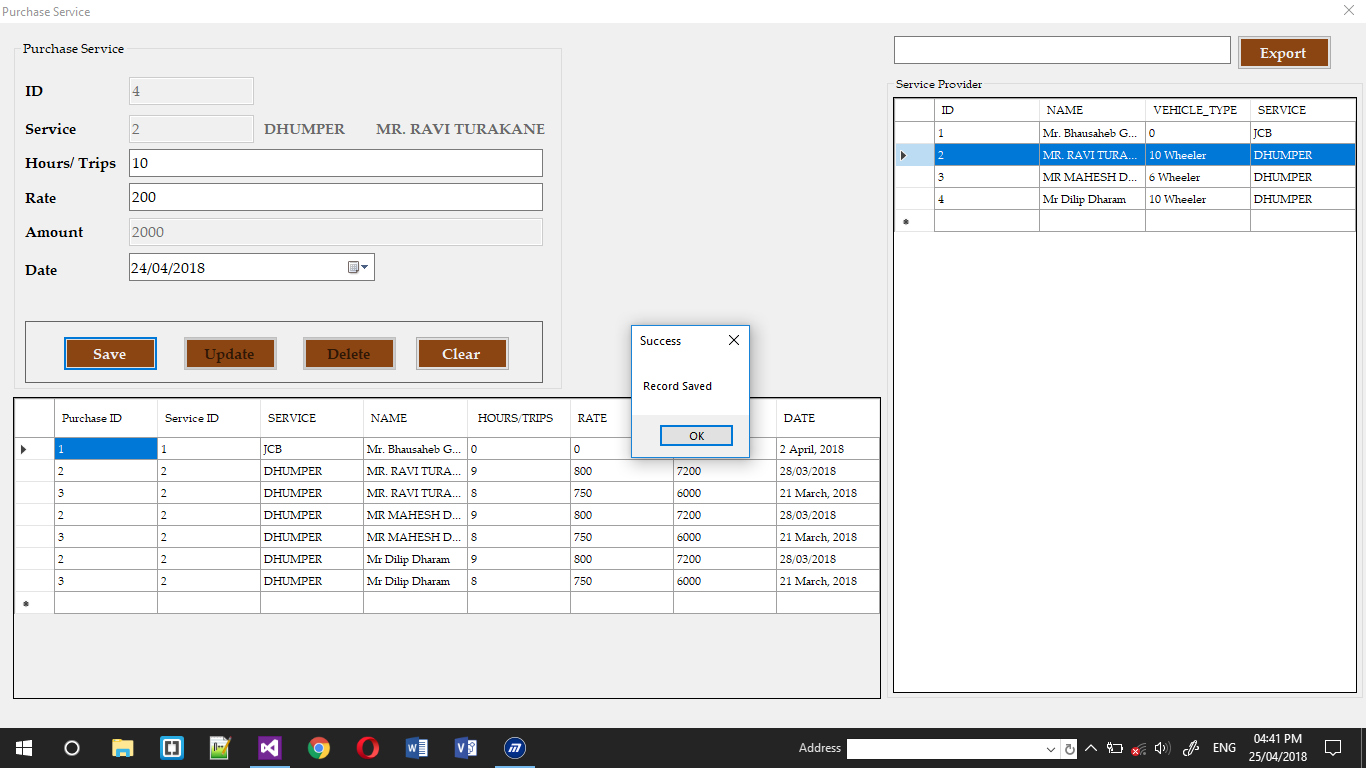 Purchase Service
Purchase Service
ID 4
Service 2 DHUMPER MR. RAVI TURAKANE
Hours/ Trips 10
Rate 200
Amount 2000
Date 24/04/2018
Save Update Delete Clear
Export
Service Provider
ID NAME VEHICLE_TYPE SERVICE
1 Mr. Bhausaheb G... 0 JCB
2 MR. RAVI TURA... 10 Wheeler DHUMPER
3 MR MAHESH D... 6 Wheeler DHUMPER
4 Mr Dilip Dharam 10 Wheeler DHUMPER
Success
Record Saved
OK
Purchase ID Service ID SERVICE NAME HOURS/TRIPS RATE DATE
1 1 JCB Mr. Bhausaheb G... 0 0 2 April, 2018
2 2 DHUMPER MR. RAVI TURA... 9 800 7200 28/03/2018
3 2 DHUMPER MR. RAVI TURA... 8 750 6000 21 March, 2018
2 2 DHUMPER MR MAHESH D... 9 800 7200 28/03/2018
3 2 DHUMPER MR MAHESH D... 8 750 6000 21 March, 2018
2 2 DHUMPER Mr Dilip Dharam 9 800 7200 28/03/2018
3 2 DHUMPER Mr Dilip Dharam 8 750 6000 21 March, 2018
Address
ENG
04:41 PM
25/04/2018